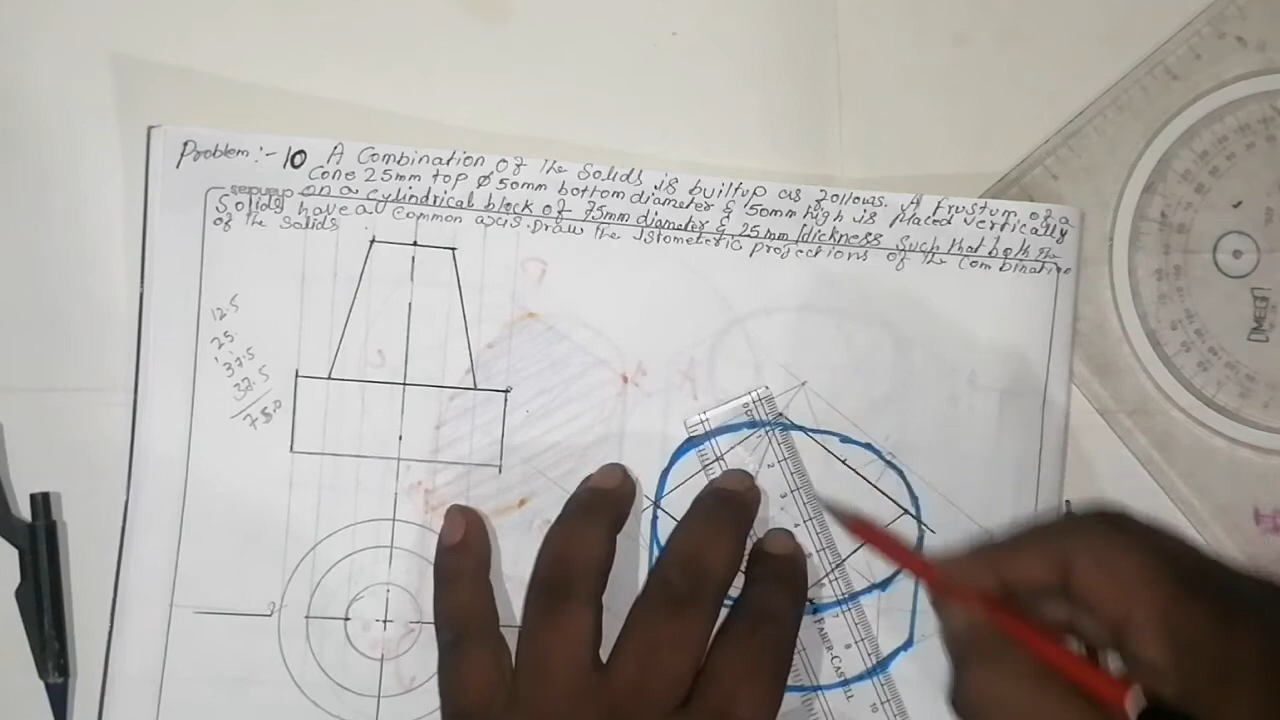 Problem:- 10 A Combination of the Solids is builtup as follows. A frustum of a
Cone 25mm top ø 50mm bottom diameter & 50mm high is placed vertically
on a cylindrical block of 75mm diameter & 25mm thickness Such that both the
Solids have a Common axis. Draw the isometric projections of the Combination
of the Solids
12.5
25
37.5
37.5
75.0
OMEGA
FABER-CASTELL